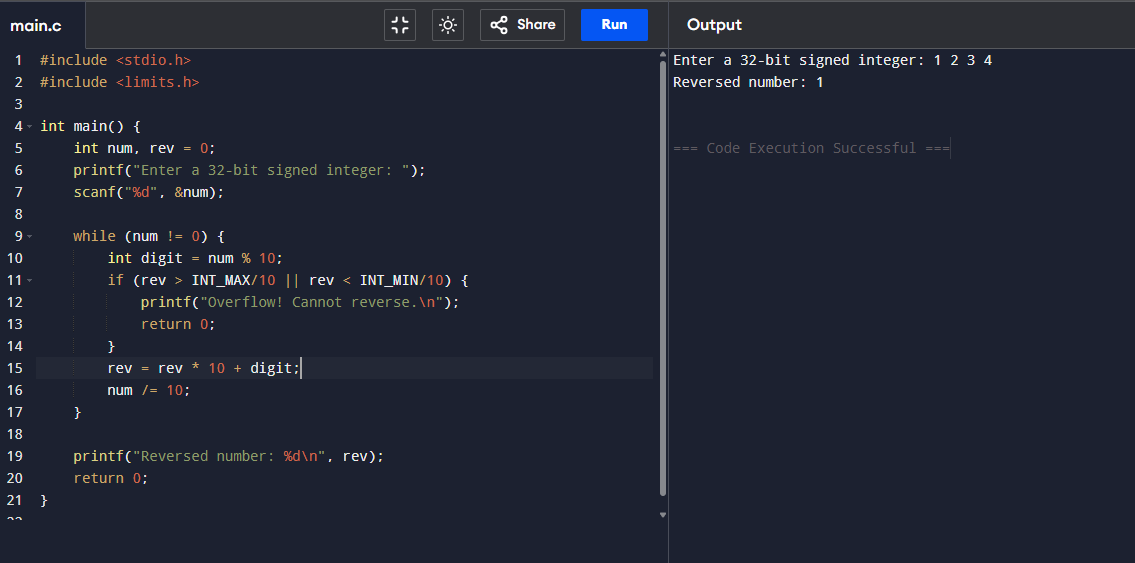 main.c
Share
Run
Output
1 #include <stdio.h>
2 #include <limits.h>
3
4 int main() {
5     int num, rev = 0;
6     printf("Enter a 32-bit signed integer: ");
7     scanf("%d", &num);
8
9     while (num != 0) {
10         int digit = num % 10;
11         if (rev > INT_MAX/10 || rev < INT_MIN/10) {
12             printf("Overflow! Cannot reverse.\n");
13             return 0;
14         }
15         rev = rev * 10 + digit;
16         num /= 10;
17     }
18
19     printf("Reversed number: %d\n", rev);
20     return 0;
21 }
Enter a 32-bit signed integer: 1 2 3 4
Reversed number: 1
=== Code Execution Successful ===